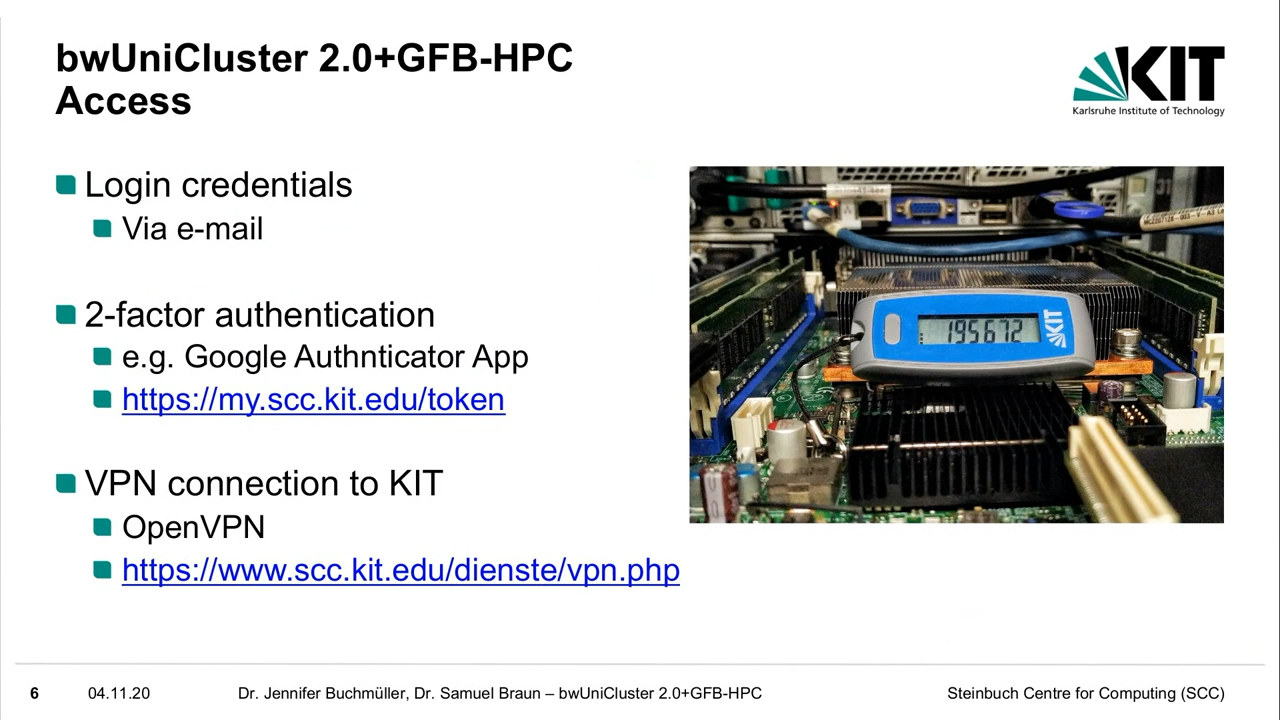 bwUniCluster 2.0+GFB-HPC
Access
KIT
Karlsruhe Institute of Technology
Login credentials
Via e-mail
2-factor authentication
e.g. Google Authnticator App
https://my.scc.kit.edu/token
VPN connection to KIT
OpenVPN
https://www.scc.kit.edu/dienste/vpn.php
31
195672
KIT
6
04.11.20
Dr. Jennifer Buchmüller, Dr. Samuel Braun – bwUniCluster 2.0+GFB-HPC
Steinbuch Centre for Computing (SCC)